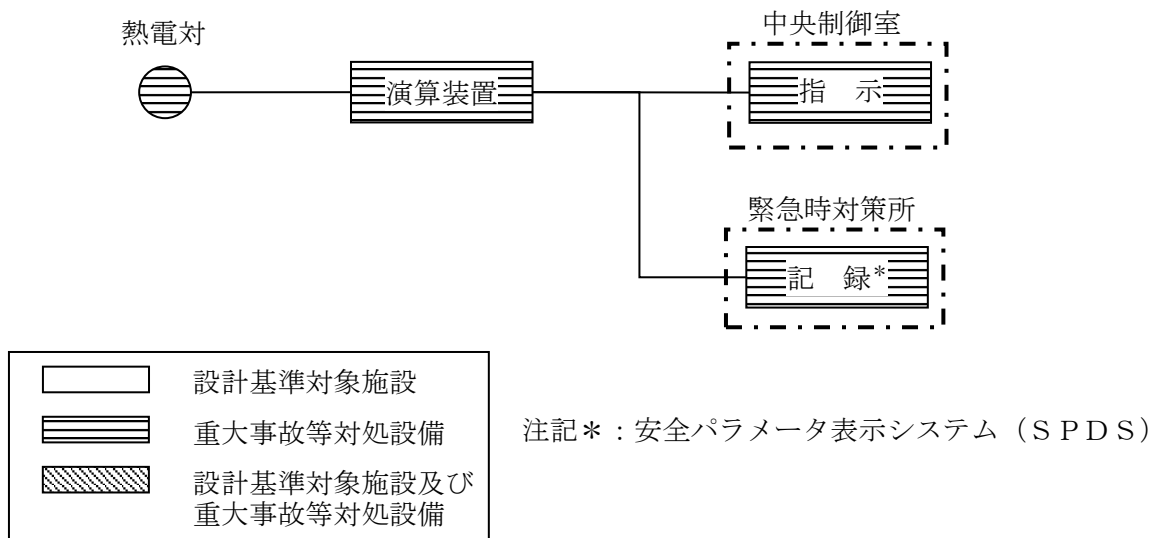 熱電対
中央制御室
演算装置
指　示
緊急時対策所
記　録*
設計基準対象施設
重大事故等対処設備
設計基準対象施設及び
重大事故等対処設備
注記＊：安全パラメータ表示システム（ＳＰＤＳ）